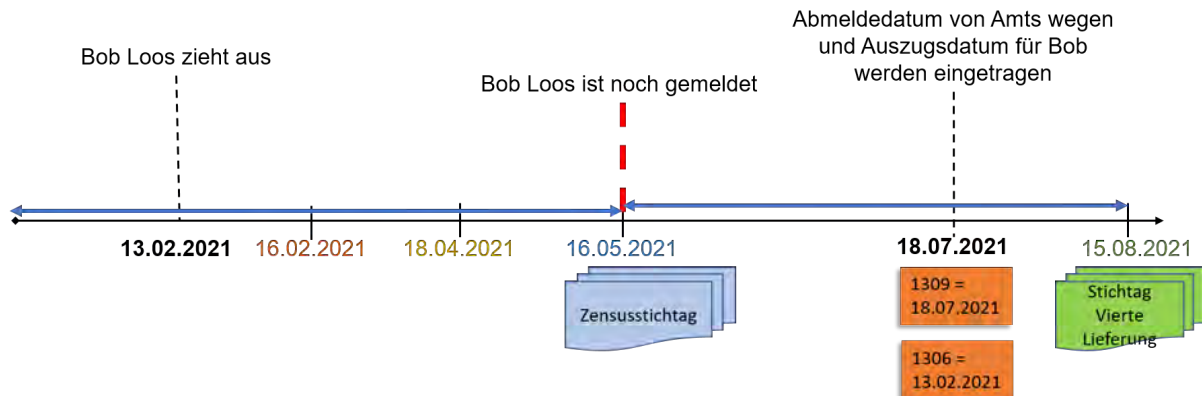 Abmeldedatum von Amts wegen
und Auszugsdatum für Bob
werden eingetragen
Bob Loos zieht aus
Bob Loos ist noch gemeldet
13.02.2021
16.02.2021
18.04.2021
16.05.2021
18.07.2021
15.08.2021
Zensusstichtag
1309 =
18.07.2021
1306 =
13.02.2021
Stichtag
Vierte
Lieferung